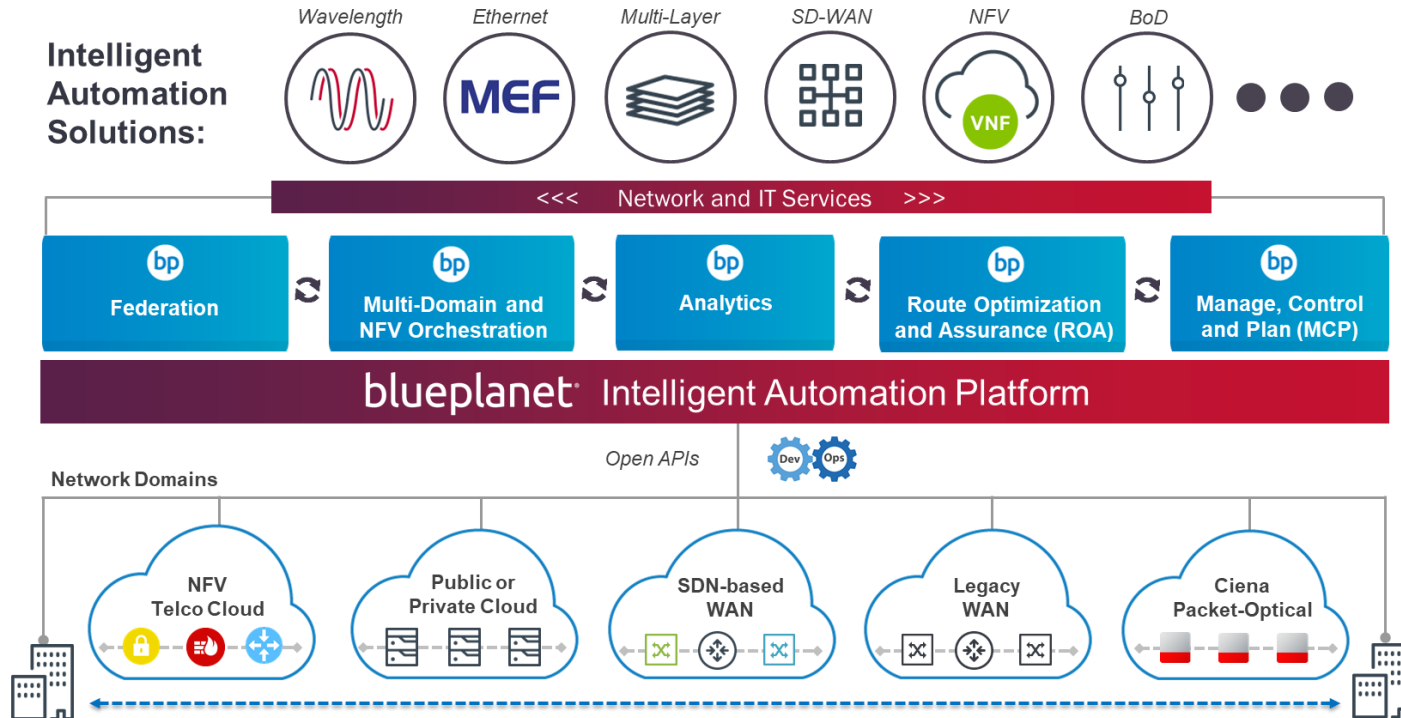 Wavelength
Ethernet
Multi-Layer
SD-WAN
NFV
BoD
Intelligent
Automation
Solutions:
MEF
VNF
<<< Network and IT Services >>>
bp
Federation
bp
Multi-Domain and
NFV Orchestration
bp
Analytics
bp
Route Optimization
and Assurance (ROA)
bp
Manage, Control
and Plan (MCP)
blueplanet® Intelligent Automation Platform
Open APIs
Dev
Ops
Network Domains
NFV
Telco Cloud
Public or
Private Cloud
SDN-based
WAN
Legacy
WAN
Ciena
Packet-Optical